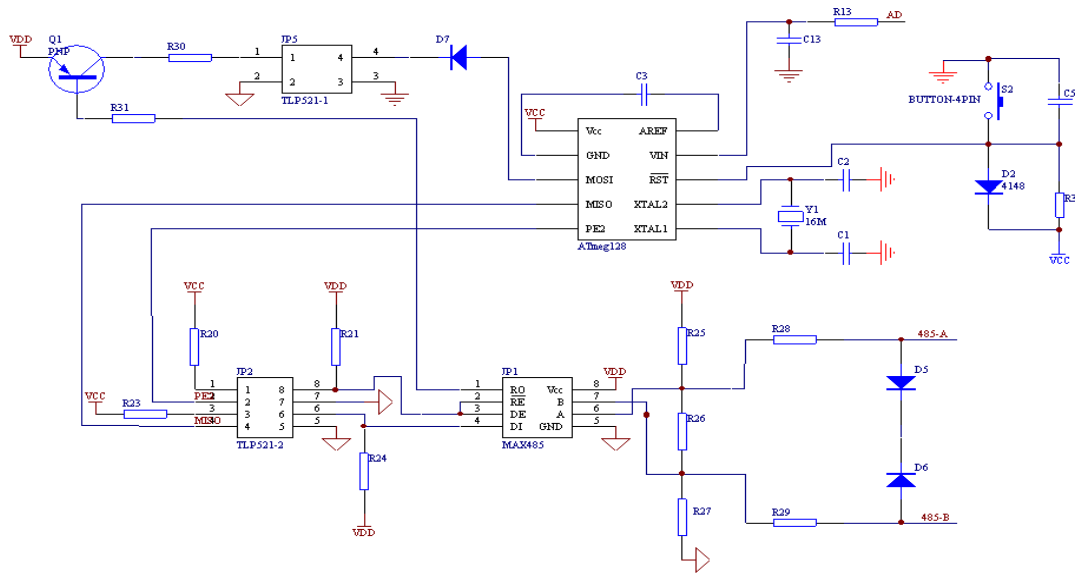 VDD
Q1
PNP
R30
JP5
1
2
1
2
4
3
4
3
TLP521-1
D7
R31
R13
AD
C13
C3
VCC
Vcc
GND
MOSI
MISO
PE2
AREF
VIN
RST
XTAL2
XTAL1
ATmeg128
C2
Y1
16M
C1
BUTTON-4PIN
S2
C5
D2
4148
R3
VCC
VCC
R20
VDD
R21
JP2
VCC
R23
1
PE2
3
MISO
1
2
3
4
8
7
6
5
8
7
6
5
TLP521-2
R24
VDD
JP1
1
2
3
4
RO
RE
DE
DI
Vcc
B
A
GND
8
7
6
5
MAX485
VDD
VDD
R25
R26
R27
R28
R29
485-A
D5
D6
485-B